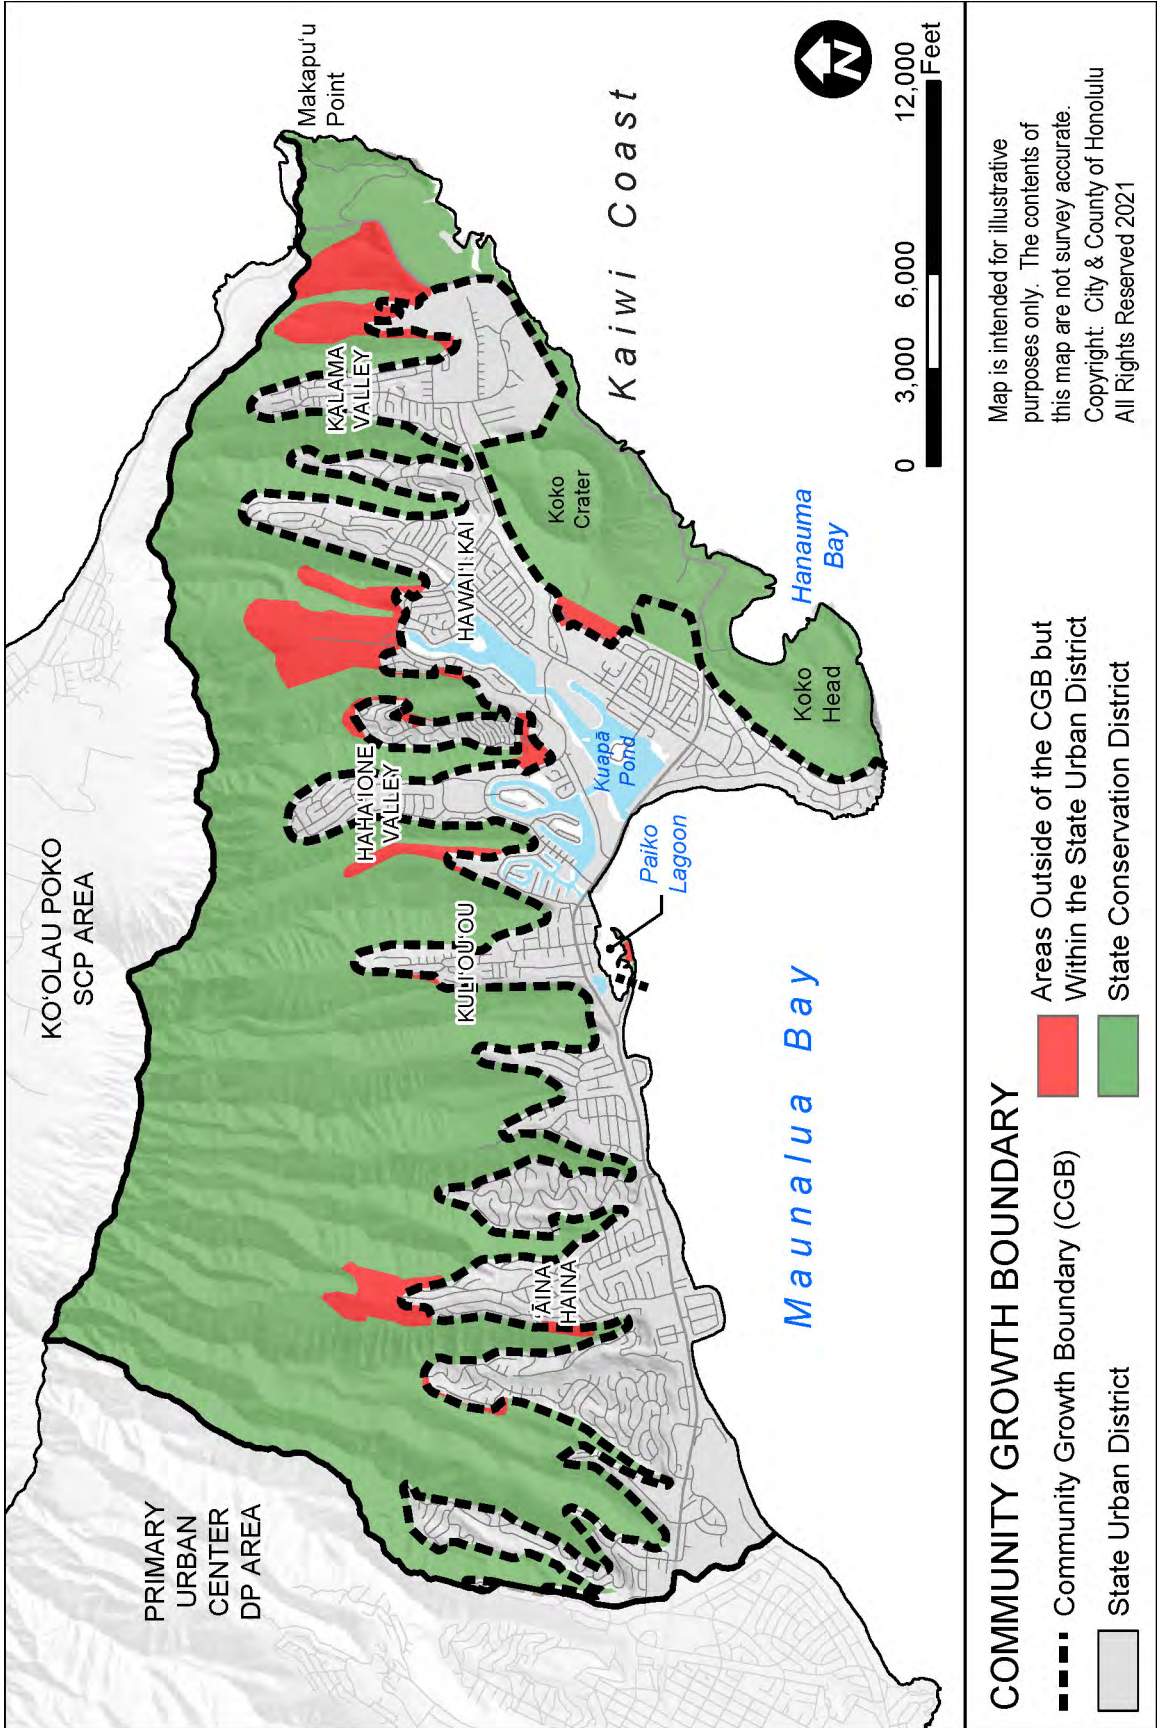 KO‘OLAU POKO
SCP AREA
PRIMARY
URBAN
CENTER
DP AREA
Makapu‘u
Point
KALAMA
VALLEY
HAWAI‘I KAI
HAHA‘IONE
VALLEY
KULI‘OU‘OU
‘ĀINA
HAINA
Koko
Crater
Koko
Head
Hanauma
Bay
Kuapā
Pond
Paiko
Lagoon
Maunalua Bay
Kaiwi Coast
N
0 3,000 6,000 12,000
Feet
COMMUNITY GROWTH BOUNDARY
Community Growth Boundary (CGB)
State Urban District
Areas Outside of the CGB but
Within the State Urban District
State Conservation District
Map is intended for illustrative
purposes only. The contents of
this map are not survey accurate.
Copyright: City & County of Honolulu
All Rights Reserved 2021